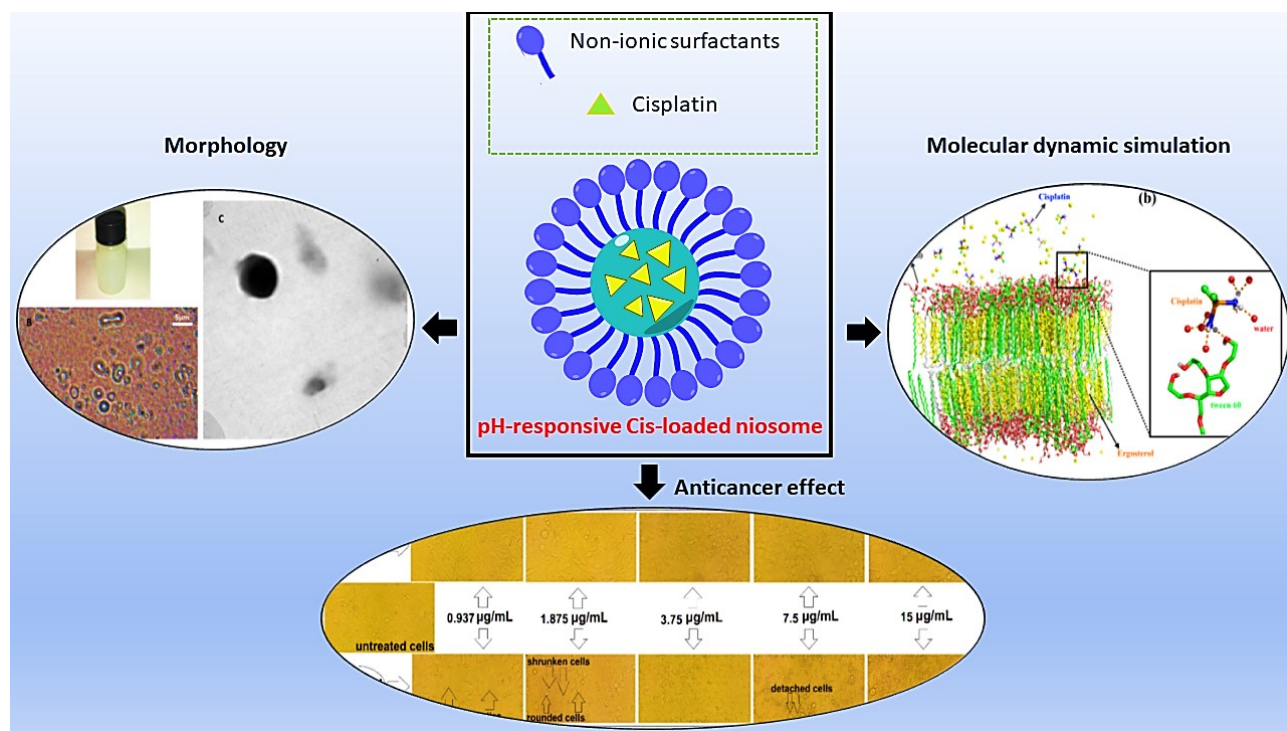 Non-ionic surfactants
Cisplatin
pH-responsive Cis-loaded niosome
Morphology
C
B
5µm
Molecular dynamic simulation
Cisplatin
(b)
Cisplatin
water
tween 60
Ergosterol
Anticancer effect
0.937 µg/mL
1.875 µg/mL
3.75 µg/mL
7.5 µg/mL
15 µg/mL
untreated cells
shrunken cells
rounded cells
detached cells